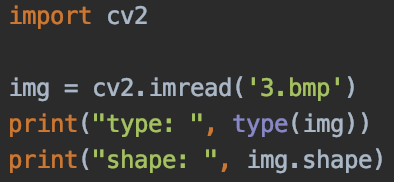 import cv2
img = cv2.imread('3.bmp')
print("type: ", type(img))
print("shape: ", img.shape)